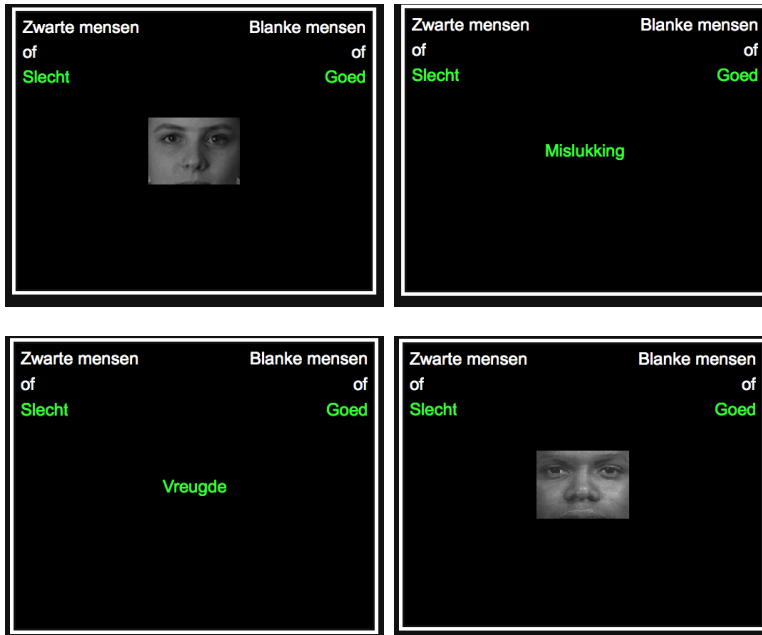 Zwarte mensen
Blanke mensen
of
of
Slecht
Goed
Zwarte mensen
Blanke mensen
of
of
Slecht
Goed
Mislukking
Zwarte mensen
Blanke mensen
of
of
Slecht
Goed
Vreugde
Zwarte mensen
Blanke mensen
of
of
Slecht
Goed